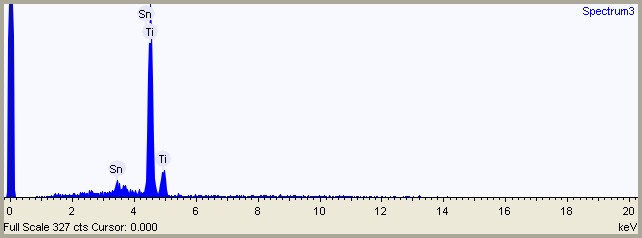 Spectrum3
Sn
Ti
Ti
Sn
0 2 4 6 8 10 12 14 16 18 20
Full Scale 327 cts Cursor: 0.000 keV